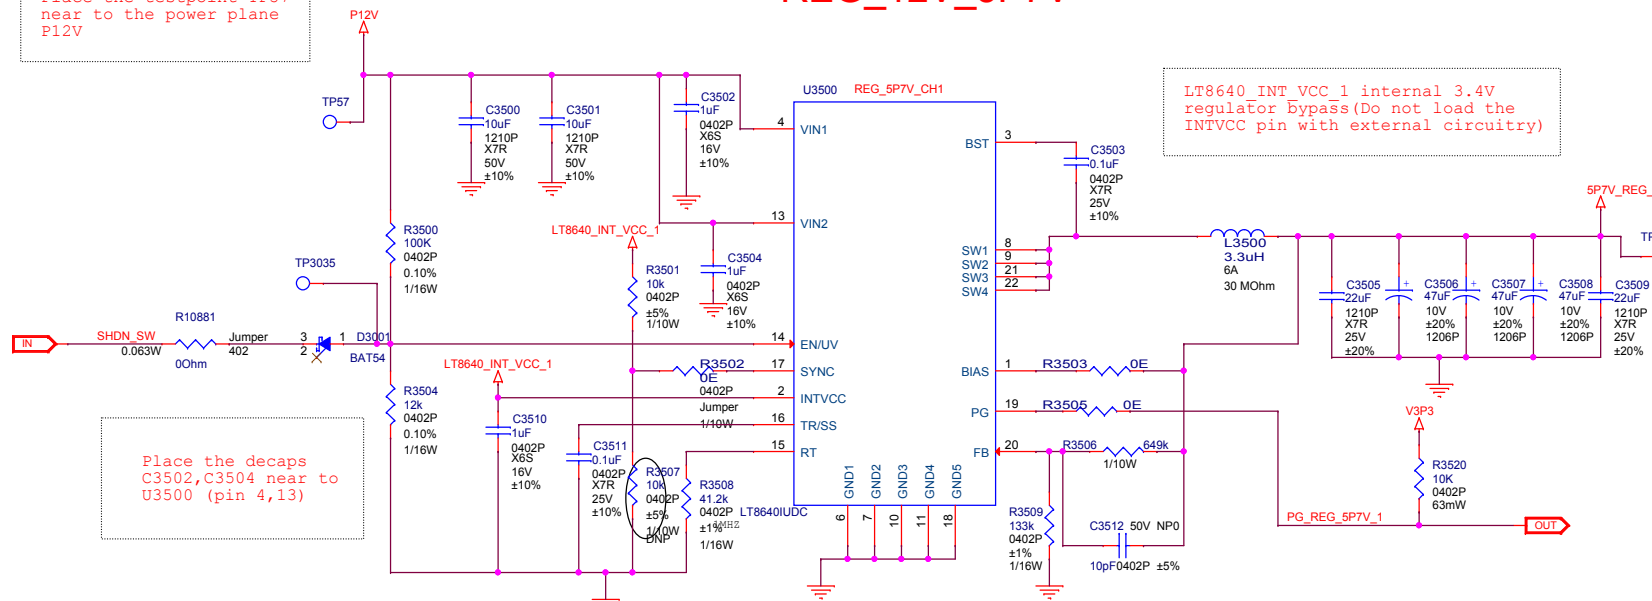 near to the power plane
P12V
P12V
TP57
C3500
10uF
1210P
X7R
50V
±10%
C3501
10uF
1210P
X7R
50V
±10%
C3502
1uF
0402P
X6S
16V
±10%
U3500
REG_5P7V_CH1
4
VIN1
13
VIN2
14
EN/UV
17
SYNC
2
INTVCC
16
TR/SS
15
RT
BST
3
SW1
8
SW2
9
SW3
21
SW4
22
BIAS
1
PG
19
FB
20
GND1
GND2
GND3
GND4
GND5
6
7
10
11
18
LT8640IUDC
C3503
0.1uF
0402P
X7R
25V
±10%
LT8640_INT_VCC_1 internal 3.4V
regulator bypass(Do not load the
INTVCC pin with external circuitry)
5P7V_REG_
R3500
100K
0402P
0.10%
1/16W
TP3035
LT8640_INT_VCC_1
R3501
10k
0402P
±5%
1/10W
C3504
1uF
0402P
X6S
16V
±10%
L3500
3.3uH
6A
30 MOhm
C3505
22uF
1210P
X7R
25V
±20%
C3506
47uF
10V
±20%
1206P
C3507
47uF
10V
±20%
1206P
C3508
47uF
10V
±20%
1206P
C3509
22uF
1210P
X7R
25V
±20%
IN
SHDN_SW
0.063W
R10881
0Ohm
Jumper
402
3
2
1
D3001
BAT54
R3504
12k
0402P
0.10%
1/16W
LT8640_INT_VCC_1
R3502
0E
0402P
Jumper
1/10W
C3510
1uF
0402P
X6S
16V
±10%
C3511
0.1uF
0402P
X7R
25V
±10%
R3507
10k
0402P
±5%
1/10W
DNP
R3508
41.2k
0402P
±1%
1MHZ
1/16W
R3503
0E
R3505
0E
R3506
649k
1/10W
R3509
133k
0402P
±1%
1/16W
C3512
50V
NP0
10pF
0402P
±5%
V3P3
R3520
10K
0402P
63mW
PG_REG_5P7V_1
OUT
Place the decaps
C3502,C3504 near to
U3500 (pin 4,13)